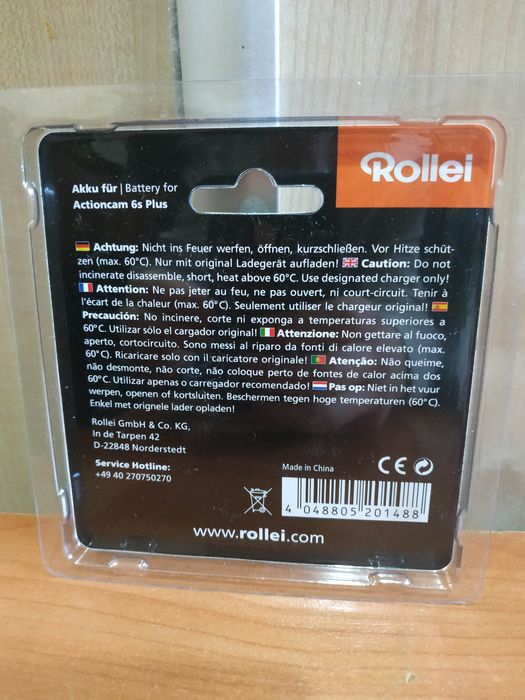 Rollei
Akku für | Battery for
Actioncam 6s Plus
Achtung: Nicht ins Feuer werfen, öffnen, kurzschließen. Vor Hitze schüt-
zen (max. 60°C). Nur mit original Ladegerät aufladen! Caution: Do not
incinerate disassemble, short, heat above 60°C. Use designated charger only!
Attention: Ne pas jeter au feu, ne pas ouvert, ni court-circuit. Tenir à
l'écart de la chaleur (max. 60°C). Seulement utiliser le chargeur original!
Precaución: No incinere, corte ni exponga a temperaturas superiores a
60°C. Utilizar sólo el cargador original! Attenzione: Non gettare al fuoco,
aperto, cortocircuito. Sono messi al riparo da fonti di calore elevato (max.
60°C). Ricaricare solo con il caricatore originale! Atenção: Não queime,
não desmonte, não corte, não coloque perto de fontes de calor acima dos
60°C. Utilizar apenas o carregador recomendado! Pas op: Niet in het vuur
werpen, openen of kortsluiten. Beschermen tegen hoge temperaturen (60°C).
Enkel met orignele lader opladen!
Rollei GmbH & Co. KG,
In de Tarpen 42
D-22848 Norderstedt
Service Hotline:
+49 40 270750270
Made in China
CE
4 048805 201488
www.rollei.com